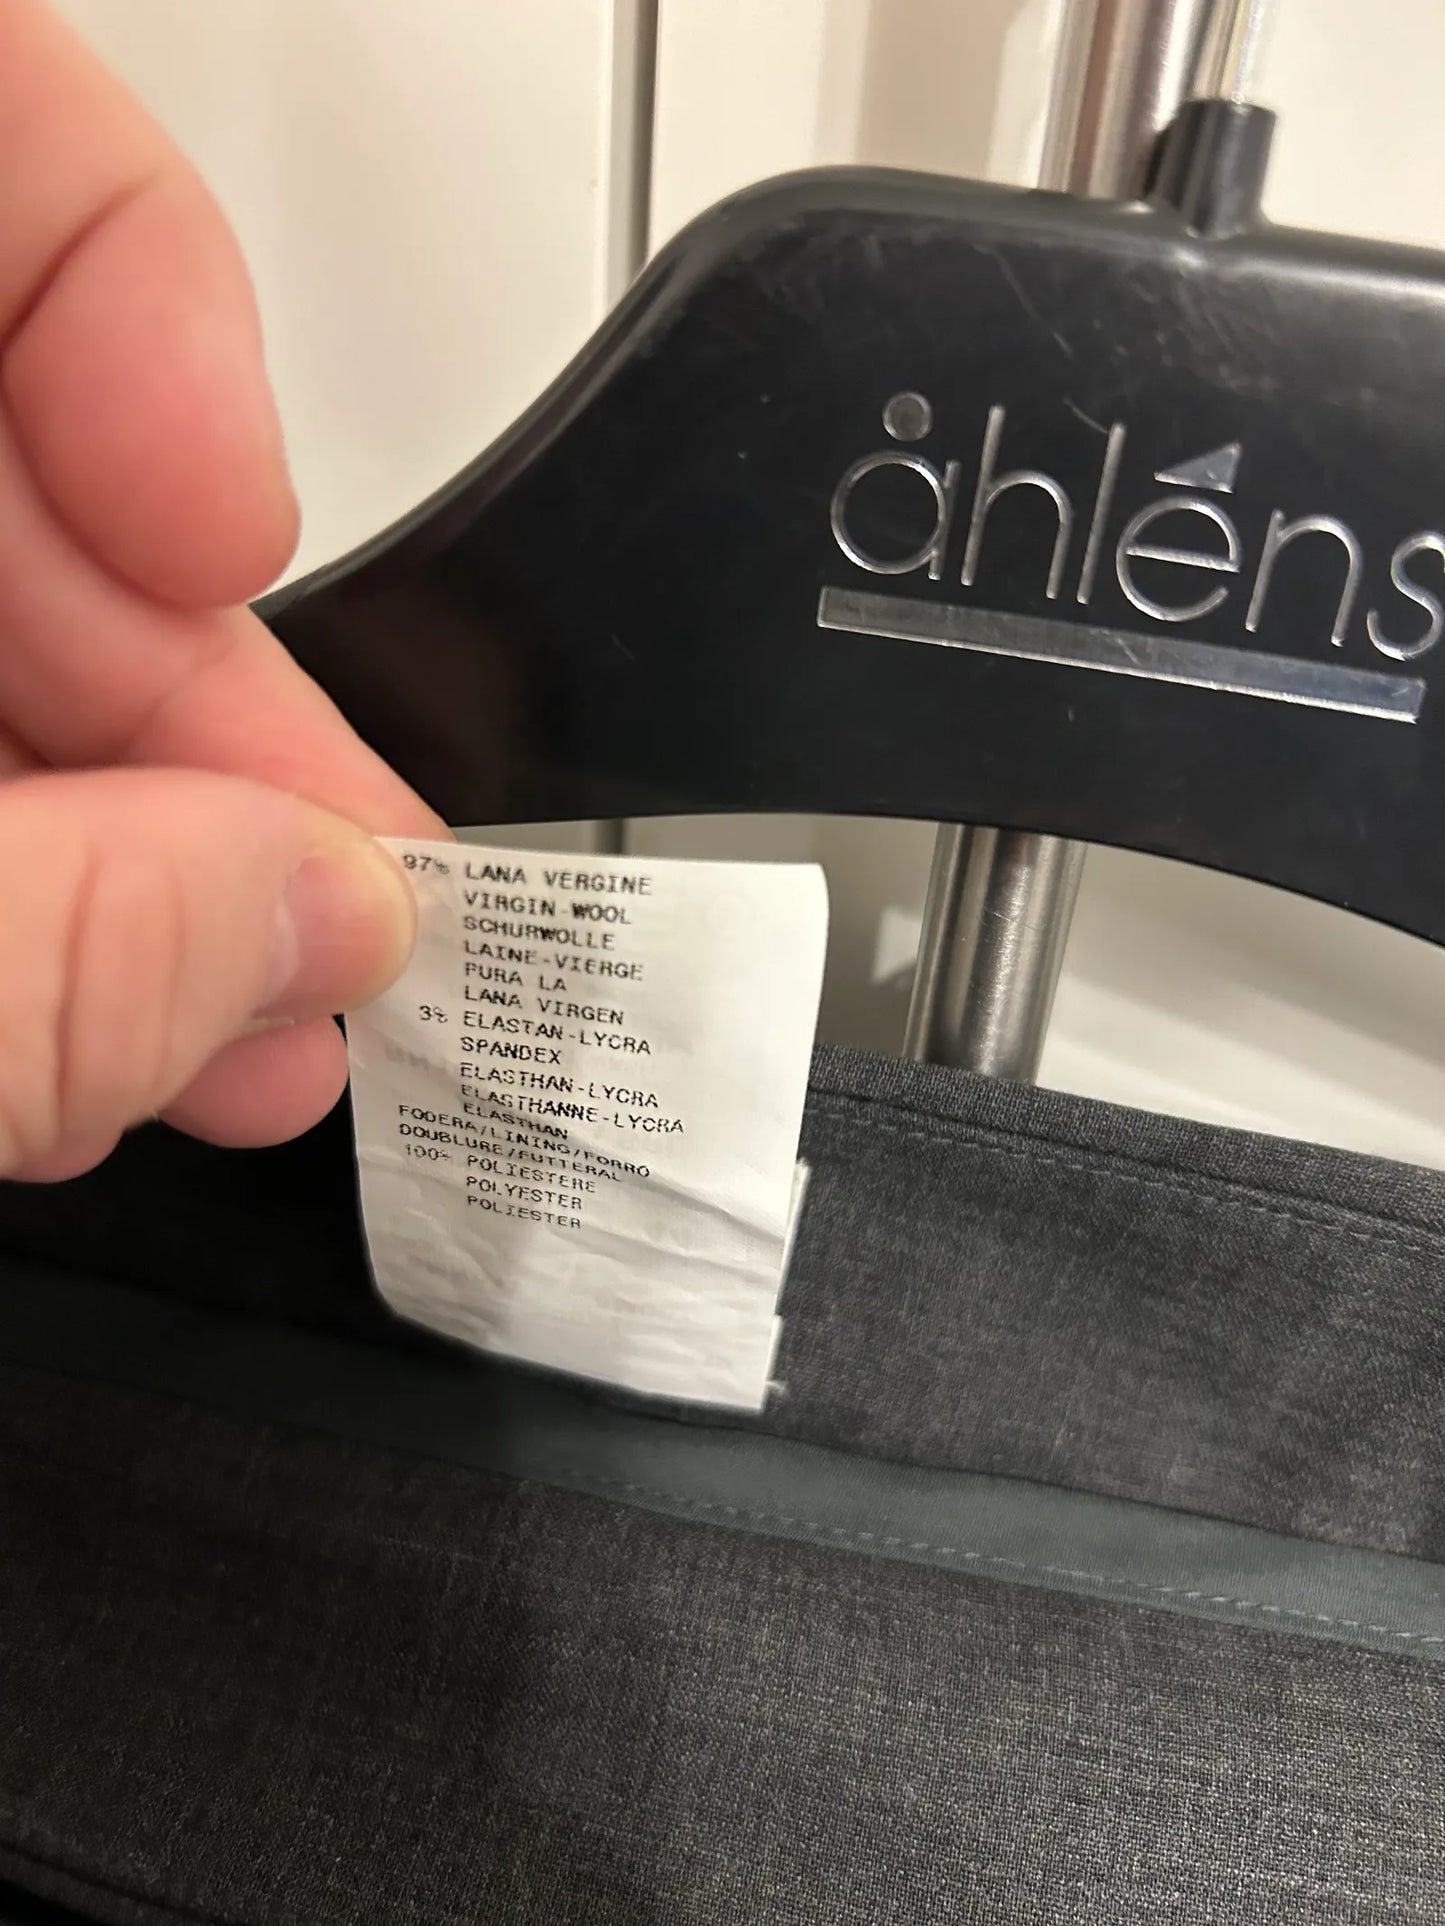 åhléns
97% LANA VERGINE
VIRGIN-WOOL
SCHURWOLLE
LAINE-VIERGE
PURA LA
LANA VIRGEN
3% ELASTAN-LYCRA
SPANDEX
ELASTHAN-LYCRA
ELASTHANNE-LYCRA
ELASTHAN
FODERA/LINING/FORRO
DOUBLURE/FUTTERAL
100% POLIESTERE
POLYESTER
POLIESTER